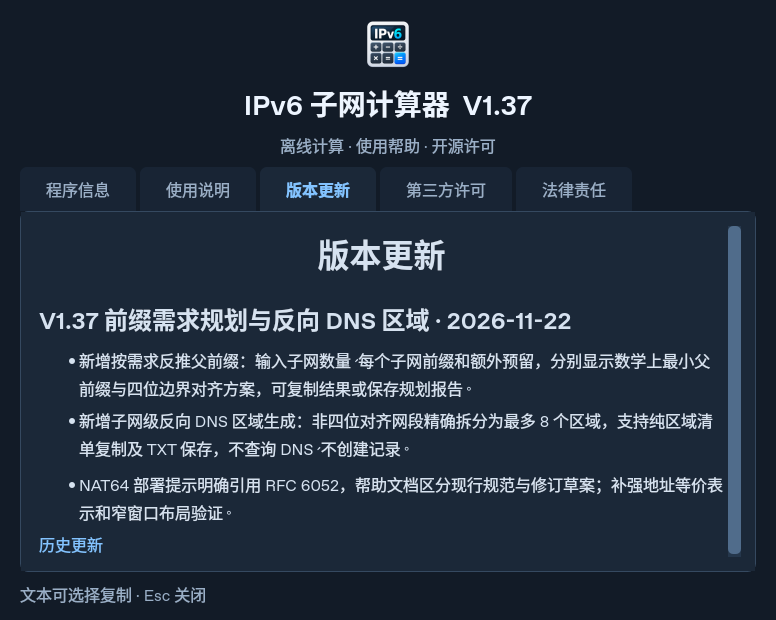 IPv6
IPv6 子网计算器 V1.37
离线计算 · 使用帮助 · 开源许可
程序信息
使用说明
版本更新
第三方许可
法律责任
版本更新
V1.37 前缀需求规划与反向 DNS 区域 · 2026-11-22
• 新增按需求反推父前缀：输入子网数量、每个子网前缀和额外预留，分别显示数学上最小父
前缀与四位边界对齐方案，可复制结果或保存规划报告。
• 新增子网级反向 DNS 区域生成：非四位对齐网段精确拆分为最多 8 个区域，支持纯区域清
单复制及 TXT 保存，不查询 DNS、不创建记录。
• NAT64 部署提示明确引用 RFC 6052，帮助文档区分现行规范与修订草案；补强地址等价表
示和窄窗口布局验证。
历史更新
文本可选择复制 · Esc 关闭